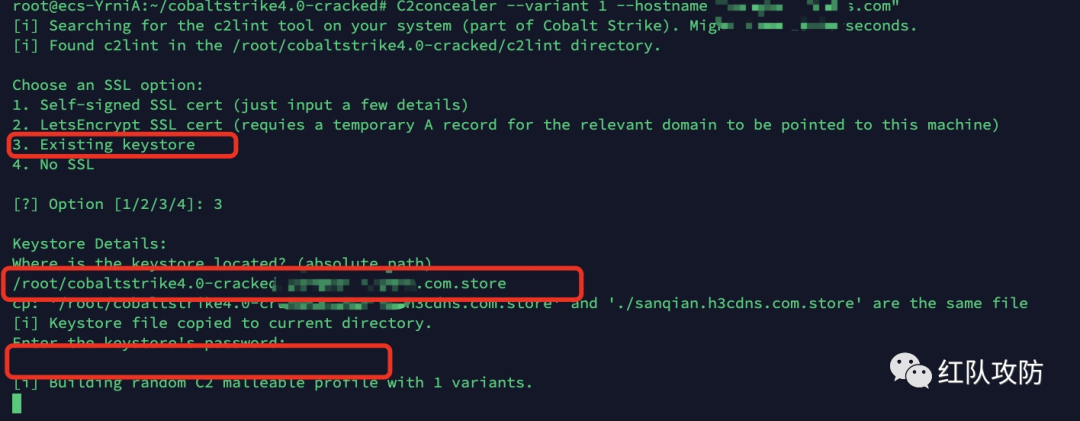 root@ecs-YrniA:~/cobaltstrike4.0-cracked# C2concealer --variant 1 --hostname s.com"
[i] Searching for the c2lint tool on your system (part of Cobalt Strike). Mig seconds.
[i] Found c2lint in the /root/cobaltstrike4.0-cracked/c2lint directory.
Choose an SSL option:
1. Self-signed SSL cert (just input a few details)
2. LetsEncrypt SSL cert (requies a temporary A record for the relevant domain to be pointed to this machine)
3. Existing keystore
4. No SSL
[?] Option [1/2/3/4]: 3
Keystore Details:
Where is the keystore located? (absolute path)
/root/cobaltstrike4.0-cracked .com.store
cp: '/root/cobaltstrike4.0-cr h3cdns.com.store' and './sanqian.h3cdns.com.store' are the same file
[i] Keystore file copied to current directory.
Enter the keystore's password:
[i] Building random C2 malleable profile with 1 variants.
红队攻防